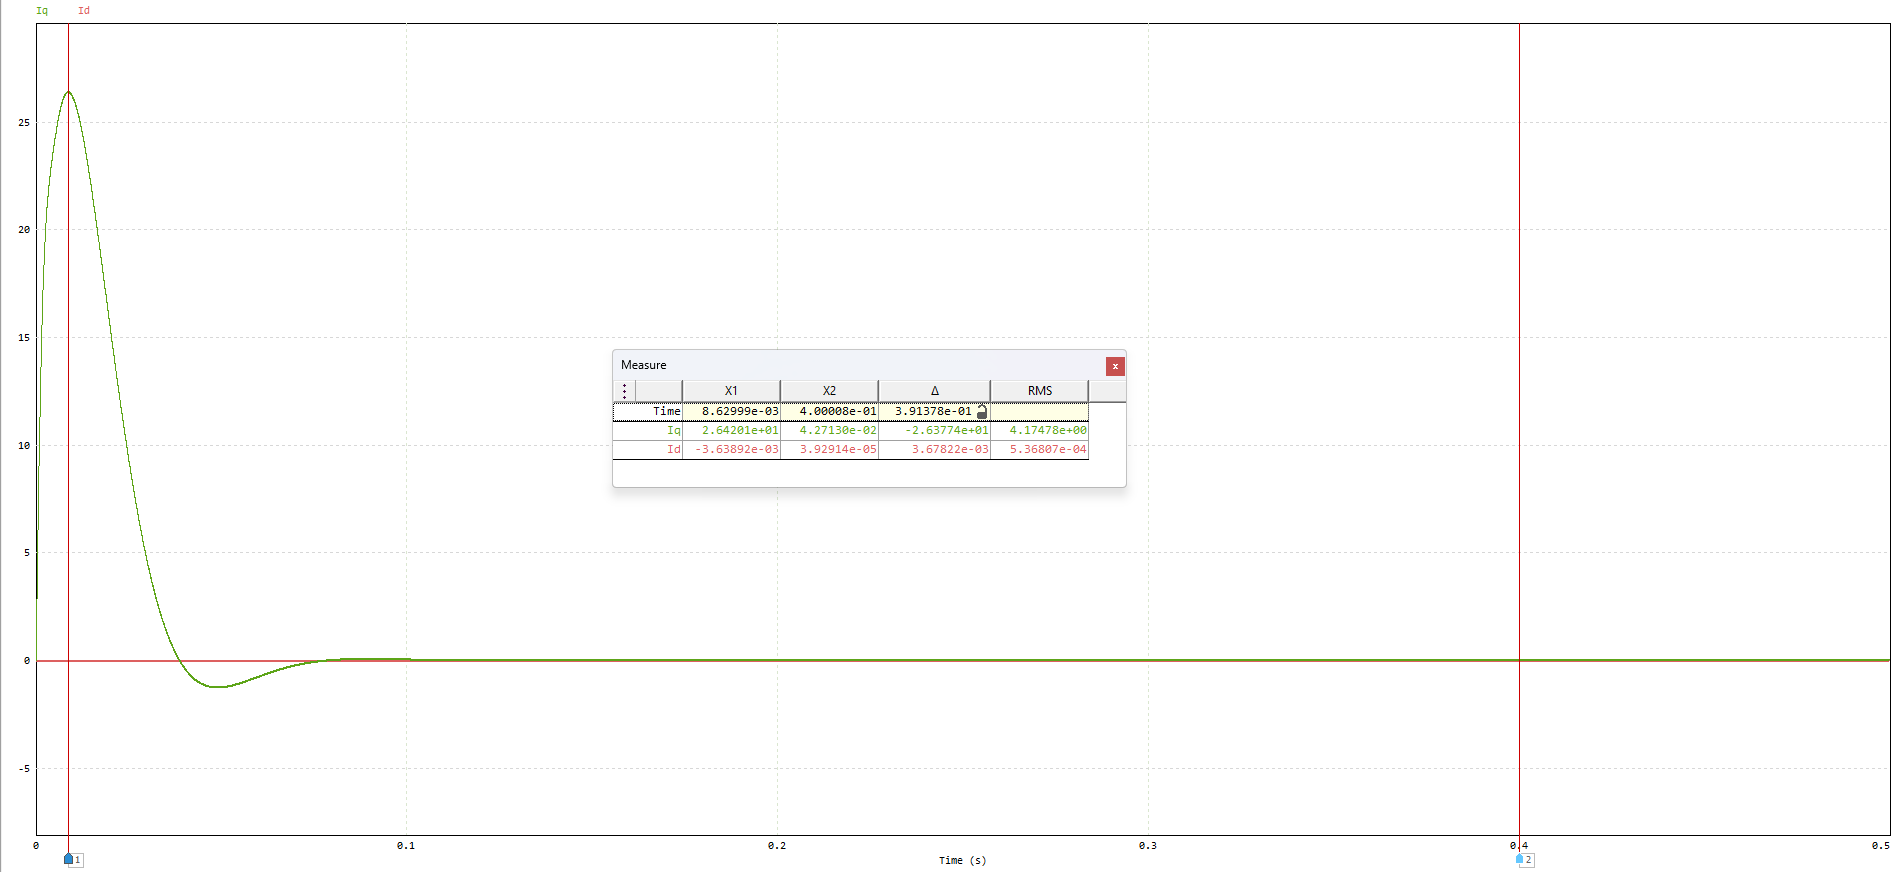 Iq Id
25
20
15
10
5
0
-5
Measure x
X1 X2 Δ RMS
Time 8.62999e-03 4.00008e-01 3.91378e-01
Iq 2.64201e+01 4.27130e-02 -2.63774e+01 4.17478e+00
Id -3.63892e-03 3.92914e-05 3.67822e-03 5.36807e-04
0 0.1 0.2 0.3 0.4 0.5
1 Time (s) 2